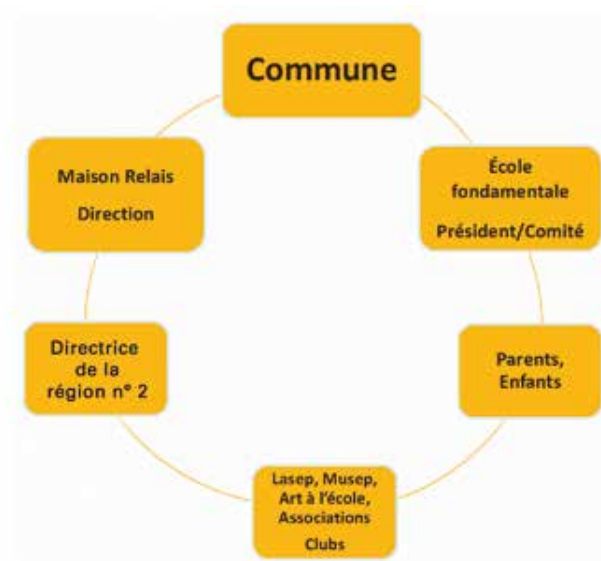 Commune
École
fondamentale
Président/Comité
Parents,
Enfants
Lasep, Musep,
Art à l'école,
Associations
Clubs
Directrice
de la
région n° 2
Maison Relais
Direction